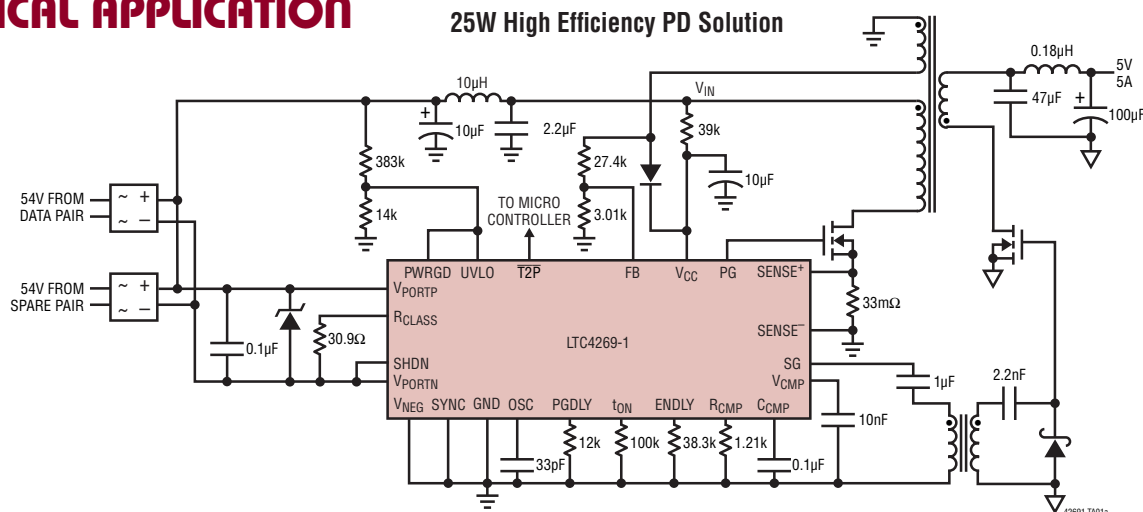 ICAL APPLICATION
25W High Efficiency PD Solution
10µH
VIN
0.18µH
5V
5A
+
10µF
2.2µF
39k
47µF
+
100µF
383k
27.4k
10µF
54V FROM
DATA PAIR
~ +
~ −
14k
TO MICRO
CONTROLLER
3.01k
PWRGD
UVLO
T2P
FB
VCC
PG
SENSE+
54V FROM
SPARE PAIR
~ +
~ −
VPORTP
RCLASS
33mΩ
SENSE−
0.1µF
30.9Ω
LTC4269-1
SHDN
VPORTN
SG
VCMP
1µF
2.2nF
VNEG
SYNC
GND
OSC
PGDLY
tON
ENDLY
RCMP
CCMP
10nF
33pF
12k
100k
38.3k
1.21k
0.1µF
42691 TA01a